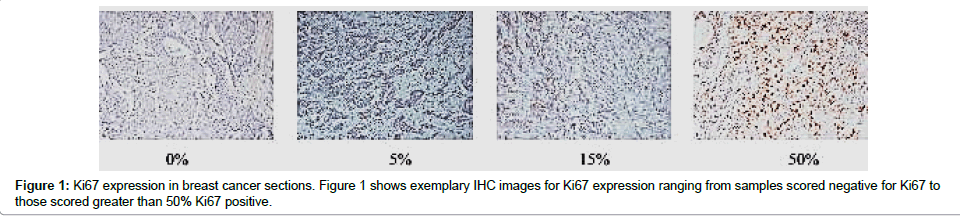 0% 5% 15% 50%
Figure 1: Ki67 expression in breast cancer sections. Figure 1 shows exemplary IHC images for Ki67 expression ranging from samples scored negative for Ki67 to
those scored greater than 50% Ki67 positive.